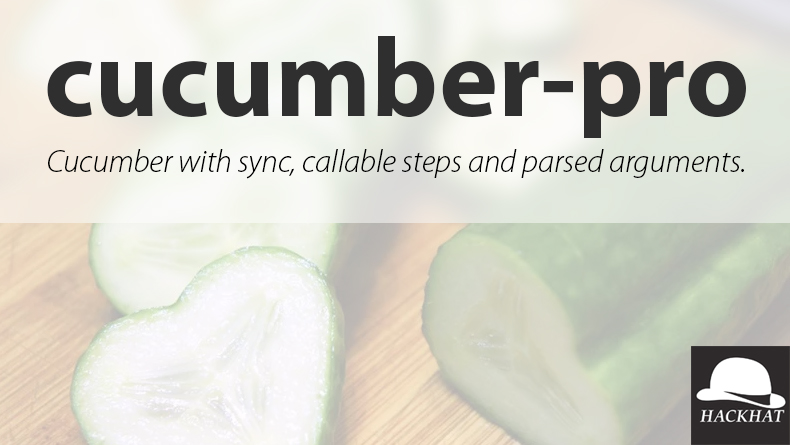 cucumber-pro
Cucumber with sync, callable steps and parsed arguments.
HACKHAT